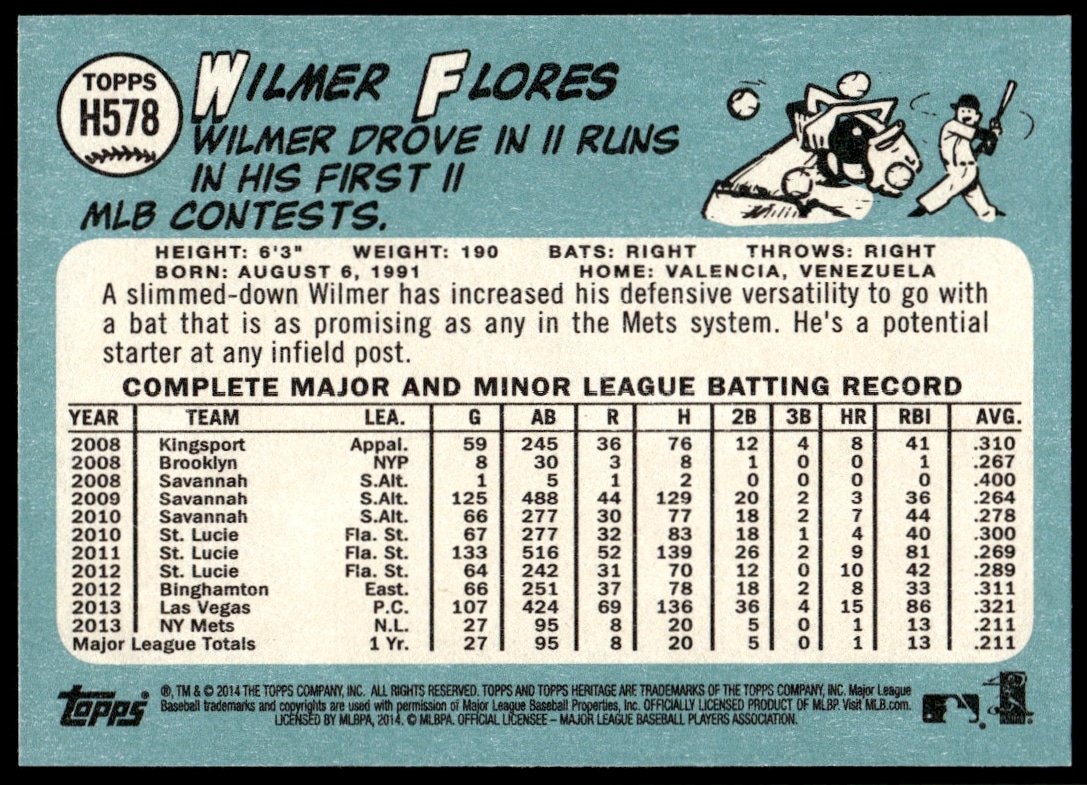 TOPPS
H578
WILMER FLORES
WILMER DROVE IN 11 RUNS
IN HIS FIRST 11
MLB CONTESTS.
HEIGHT: 6'3" WEIGHT: 190 BATS: RIGHT THROWS: RIGHT
BORN: AUGUST 6, 1991 HOME: VALENCIA, VENEZUELA
A slimmed-down Wilmer has increased his defensive versatility to go with
a bat that is as promising as any in the Mets system. He's a potential
starter at any infield post.
COMPLETE MAJOR AND MINOR LEAGUE BATTING RECORD
YEAR TEAM LEA. G AB R H 2B 3B HR RBI AVG.
2008 Kingsport Appal. 59 245 36 76 12 4 8 41 .310
2008 Brooklyn NYP 8 30 3 8 1 0 0 1 .267
2008 Savannah S.Alt. 1 5 1 2 0 0 0 0 .400
2009 Savannah S.Alt. 125 488 44 129 20 2 3 36 .264
2010 Savannah S.Alt. 66 277 30 77 18 2 7 44 .278
2010 St. Lucie Fla. St. 67 277 32 83 18 1 4 40 .300
2011 St. Lucie Fla. St. 133 516 52 139 26 2 9 81 .269
2012 St. Lucie Fla. St. 64 242 31 70 12 0 10 42 .289
2012 Binghamton East. 66 251 37 78 18 2 8 33 .311
2013 Las Vegas P.C. 107 424 69 136 36 4 15 86 .321
2013 NY Mets N.L. 27 95 8 20 5 0 1 13 .211
Major League Totals 1 Yr. 27 95 8 20 5 0 1 13 .211
topps
®, TM & © 2014 THE TOPPS COMPANY, INC. ALL RIGHTS RESERVED. TOPPS AND TOPPS HERITAGE ARE TRADEMARKS OF THE TOPPS COMPANY, INC. Major League
Baseball trademarks and copyrights are used with permission of Major League Baseball Properties, Inc. OFFICIALLY LICENSED PRODUCT OF MLBP. Visit MLB.com.
LICENSED BY MLBPA, 2014. © MLBPA. OFFICIAL LICENSEE – MAJOR LEAGUE BASEBALL PLAYERS ASSOCIATION.